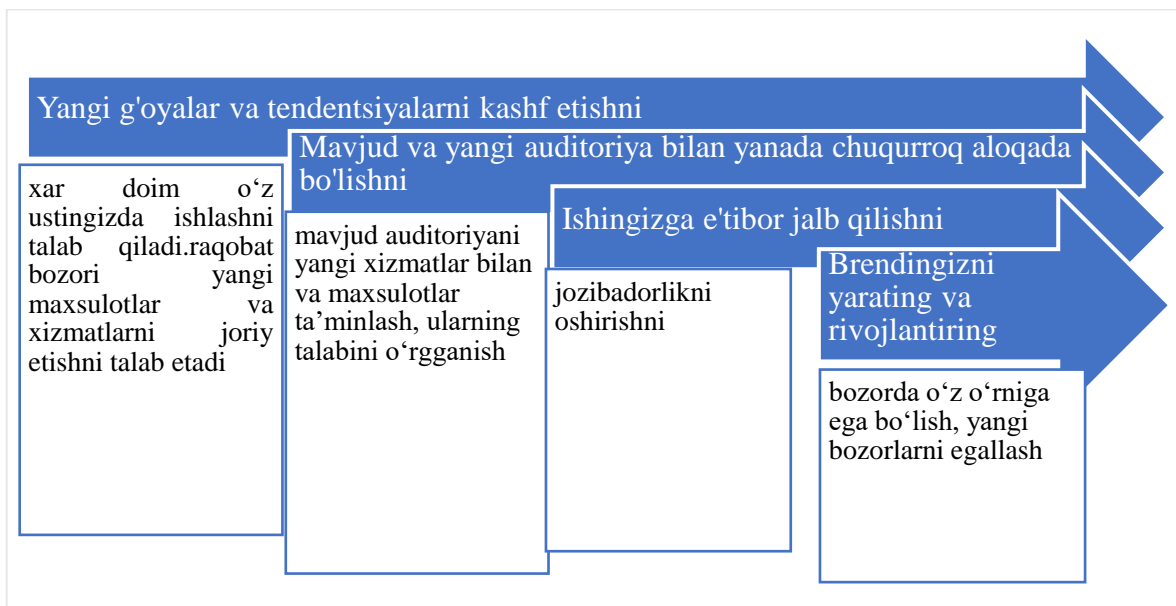 Yangi g'oyalar va tendentsiyalarni kashf etishni
xar doim o‘z
ustingizda ishlashni
talab qiladi.raqobat
bozori yangi
maxsulotlar va
xizmatlarni joriy
etishni talab etadi
Mavjud va yangi auditoriya bilan yanada chuqurroq aloqada
bo'lishni
mavjud auditoriyani
yangi xizmatlar bilan
va maxsulotlar
ta’minlash, ularning
talabini o‘rgganish
Ishingizga e'tibor jalb qilishni
jozibadorlikni
oshirishni
Brendingizni
yarating va
rivojlantiring
bozorda o‘z o‘rniga
ega bo‘lish, yangi
bozorlarni egallash